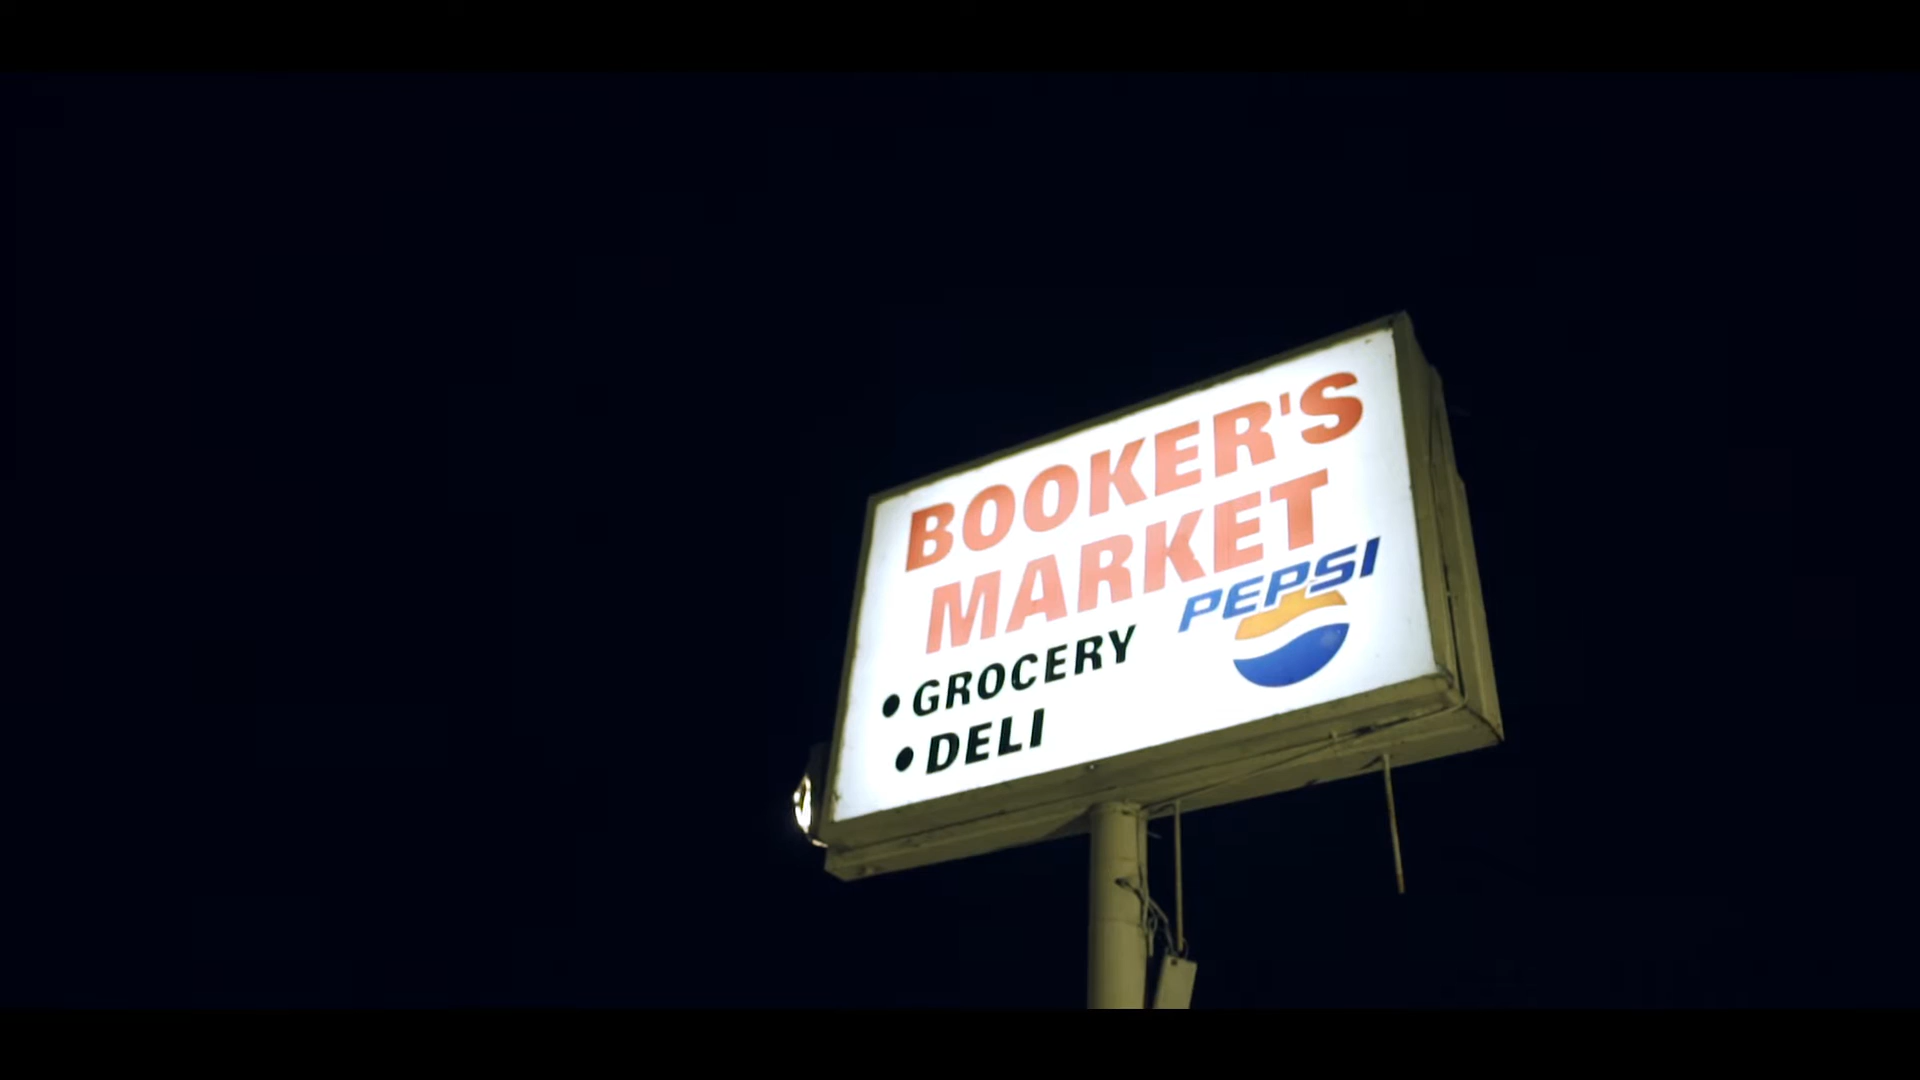 BOOKER'S
MARKET
PEPSI
• GROCERY
• DELI